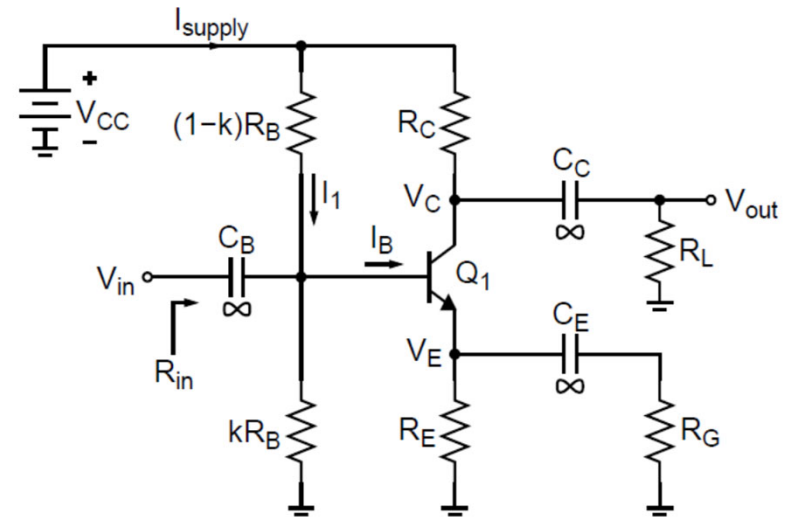 Isupply
+
VCC
−
(1−k)RB
RC
I1
VC
CC
∞
Vout
RL
CB
∞
Vin
IB
Q1
Rin
VE
CE
∞
kRB
RE
RG